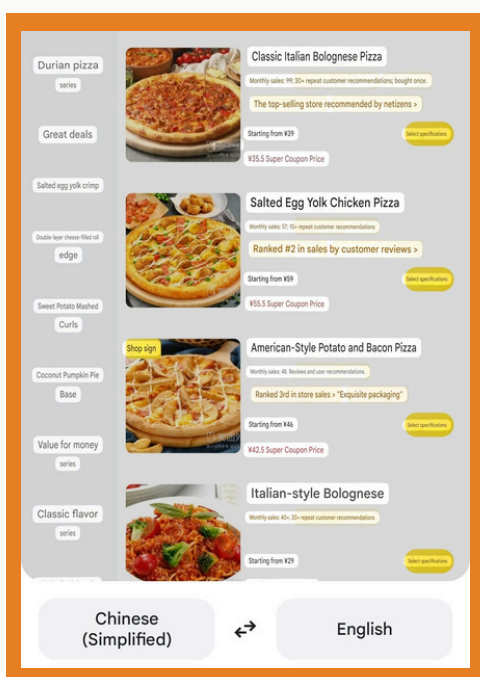 Durian pizza
series
Great deals
Salted egg yolk crimp
Double-layer cheese-filled roll
edge
Sweet Potato Mashed
Curls
Coconut Pumpkin Pie
Base
Value for money
series
Classic flavor
series
Classic Italian Bolognese Pizza
Monthly sales: 99; 30+ repeat customer recommendations; bought once.
The top-selling store recommended by netizens >
Starting from ¥39
Select specifications
¥35.5 Super Coupon Price
Salted Egg Yolk Chicken Pizza
Monthly sales: 57; 10+ repeat customer recommendations
Ranked #2 in sales by customer reviews >
Starting from ¥59
Select specifications
¥55.5 Super Coupon Price
Shop sign
American-Style Potato and Bacon Pizza
Monthly sales: 48. Reviews and user recommendations.
Ranked 3rd in store sales > "Exquisite packaging"
Starting from ¥46
Select specifications
¥42.5 Super Coupon Price
Italian-style Bolognese
Monthly sales: 40+; 20+ repeat customer recommendations
Starting from ¥29
Select specifications
Chinese
(Simplified)
English